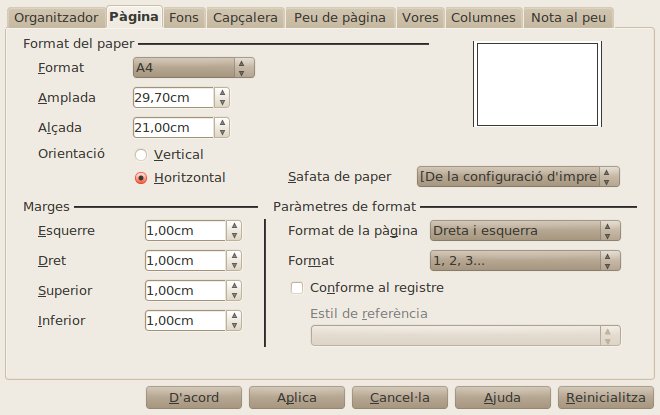 Organitzador Pàgina Fons Capçalera Peu de pàgina Vores Columnes Nota al peu
Format del paper
Format A4
Amplada 29,70cm
Alçada 21,00cm
Orientació Vertical
Horitzontal
Safata de paper [De la configuració d'impre
Marges
Esquerre 1,00cm
Dret 1,00cm
Superior 1,00cm
Inferior 1,00cm
Paràmetres de format
Format de la pàgina Dreta i esquerra
Format 1, 2, 3...
Conforme al registre
Estil de referència
D'acord Aplica Cancel·la Ajuda Reinicialitza